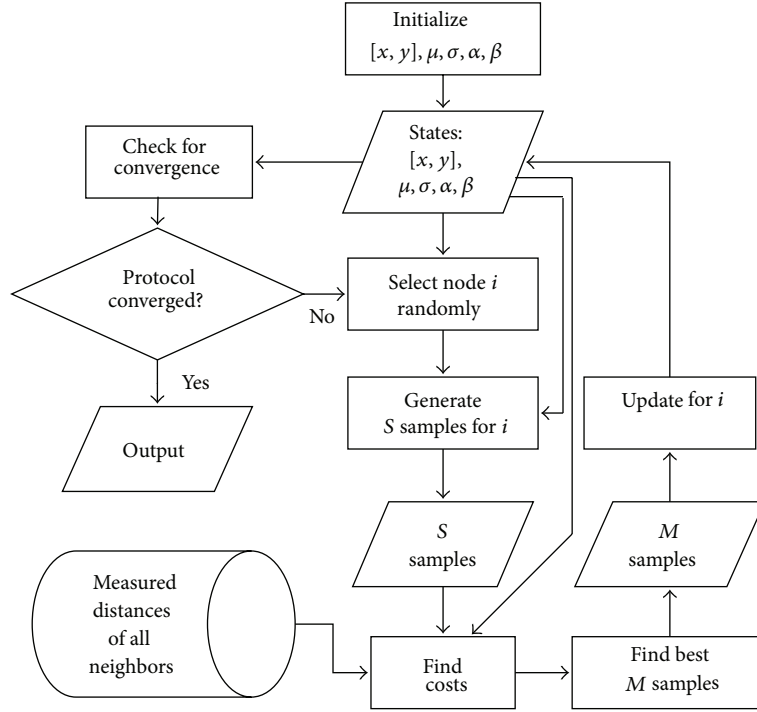 Initialize
[x, y], μ, σ, α, β
States:
[x, y],
μ, σ, α, β
Check for
convergence
Protocol
converged?
No
Yes
Select node i
randomly
Generate
S samples for i
Update for i
Output
S
samples
M
samples
Measured
distances
of all
neighbors
Find
costs
Find best
M samples